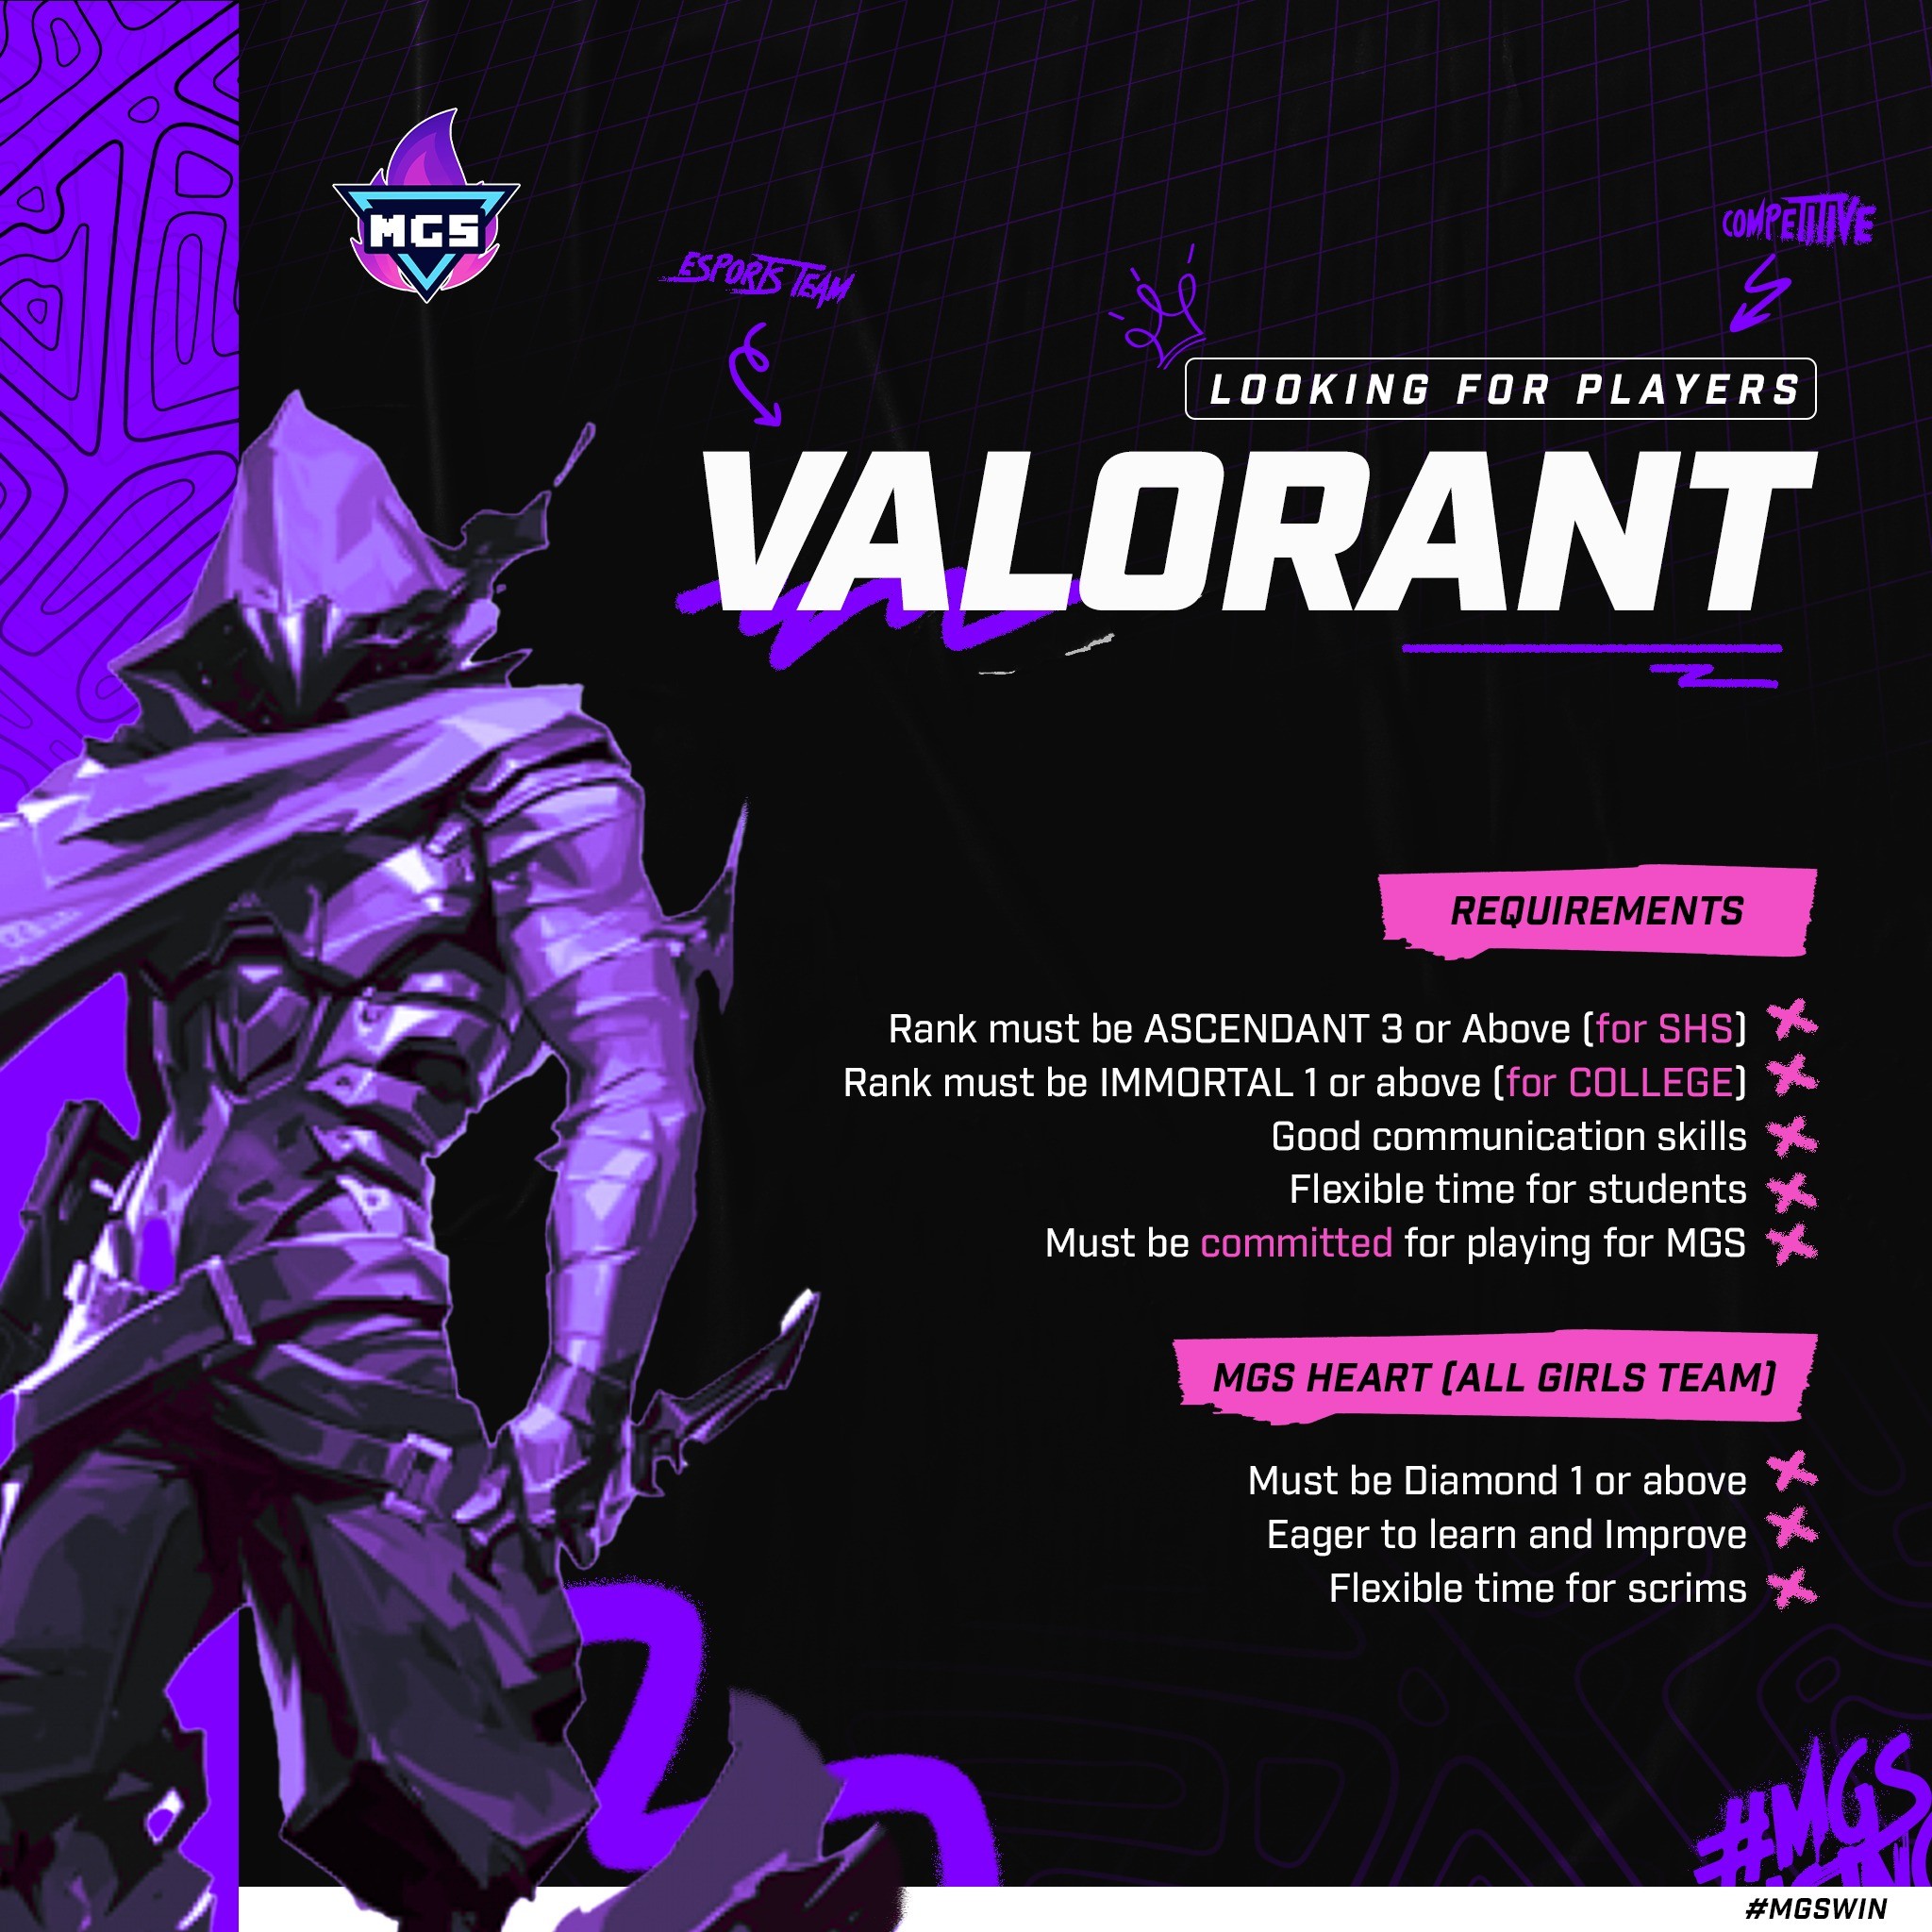 MGS
ESPORTS TEAM
COMPETITIVE
LOOKING FOR PLAYERS
VALORANT
REQUIREMENTS
Rank must be ASCENDANT 3 or Above (for SHS)
Rank must be IMMORTAL 1 or above (for COLLEGE)
Good communication skills
Flexible time for students
Must be committed for playing for MGS
MGS HEART (ALL GIRLS TEAM)
Must be Diamond 1 or above
Eager to learn and Improve
Flexible time for scrims
#MGS
#MGSWIN